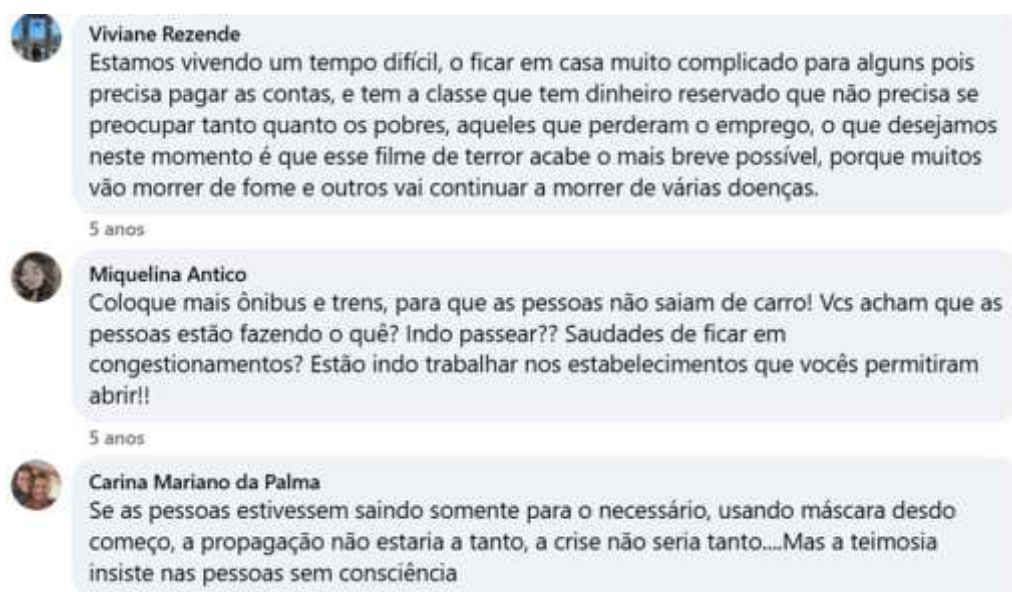 Viviane Rezende
Estamos vivendo um tempo difícil, o ficar em casa muito complicado para alguns pois
precisa pagar as contas, e tem a classe que tem dinheiro reservado que não precisa se
preocupar tanto quanto os pobres, aqueles que perderam o emprego, o que desejamos
neste momento é que esse filme de terror acabe o mais breve possível, porque muitos
vão morrer de fome e outros vai continuar a morrer de várias doenças.
5 anos
Miquelina Antico
Coloque mais ônibus e trens, para que as pessoas não saiam de carro! Vcs acham que as
pessoas estão fazendo o quê? Indo passear?? Saudades de ficar em
congestionamentos? Estão indo trabalhar nos estabelecimentos que vocês permitiram
abrir!!
5 anos
Carina Mariano da Palma
Se as pessoas estivessem saindo somente para o necessário, usando máscara desdo
começo, a propagação não estaria a tanto, a crise não seria tanto....Mas a teimosia
insiste nas pessoas sem consciência